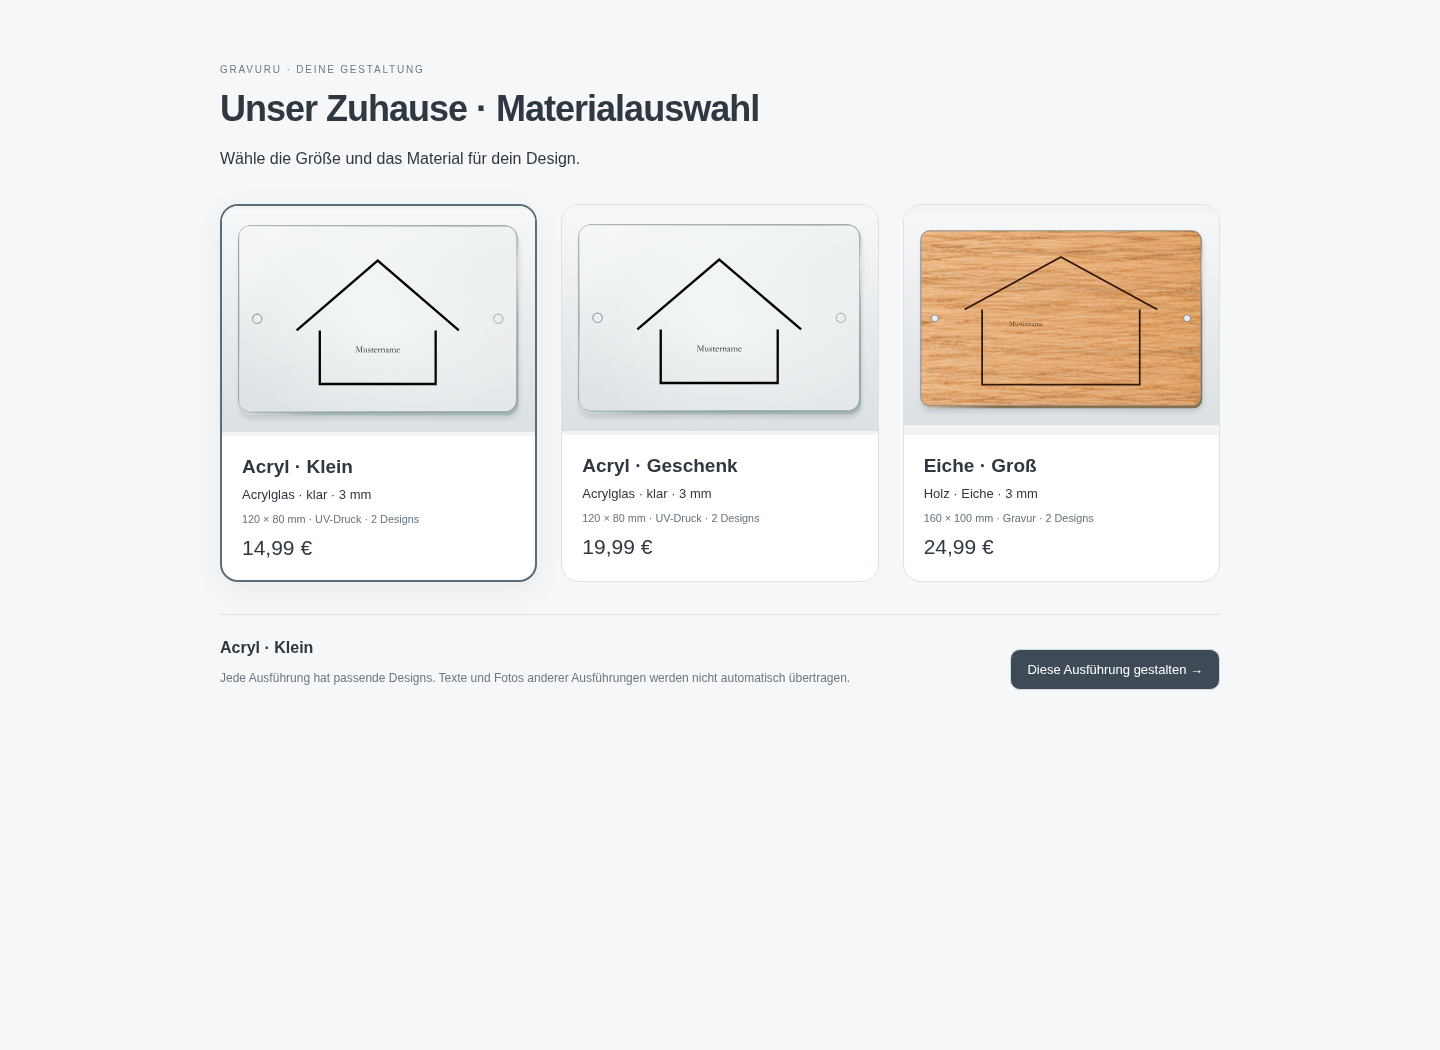 GRAVURU · DEINE GESTALTUNG
Unser Zuhause · Materialauswahl
Wähle die Größe und das Material für dein Design.
Mustername
Acryl · Klein
Acrylglas · klar · 3 mm
120 × 80 mm · UV-Druck · 2 Designs
14,99 €
Mustername
Acryl · Geschenk
Acrylglas · klar · 3 mm
120 × 80 mm · UV-Druck · 2 Designs
19,99 €
Mustername
Eiche · Groß
Holz · Eiche · 3 mm
160 × 100 mm · Gravur · 2 Designs
24,99 €
Acryl · Klein
Jede Ausführung hat passende Designs. Texte und Fotos anderer Ausführungen werden nicht automatisch übertragen.
Diese Ausführung gestalten →